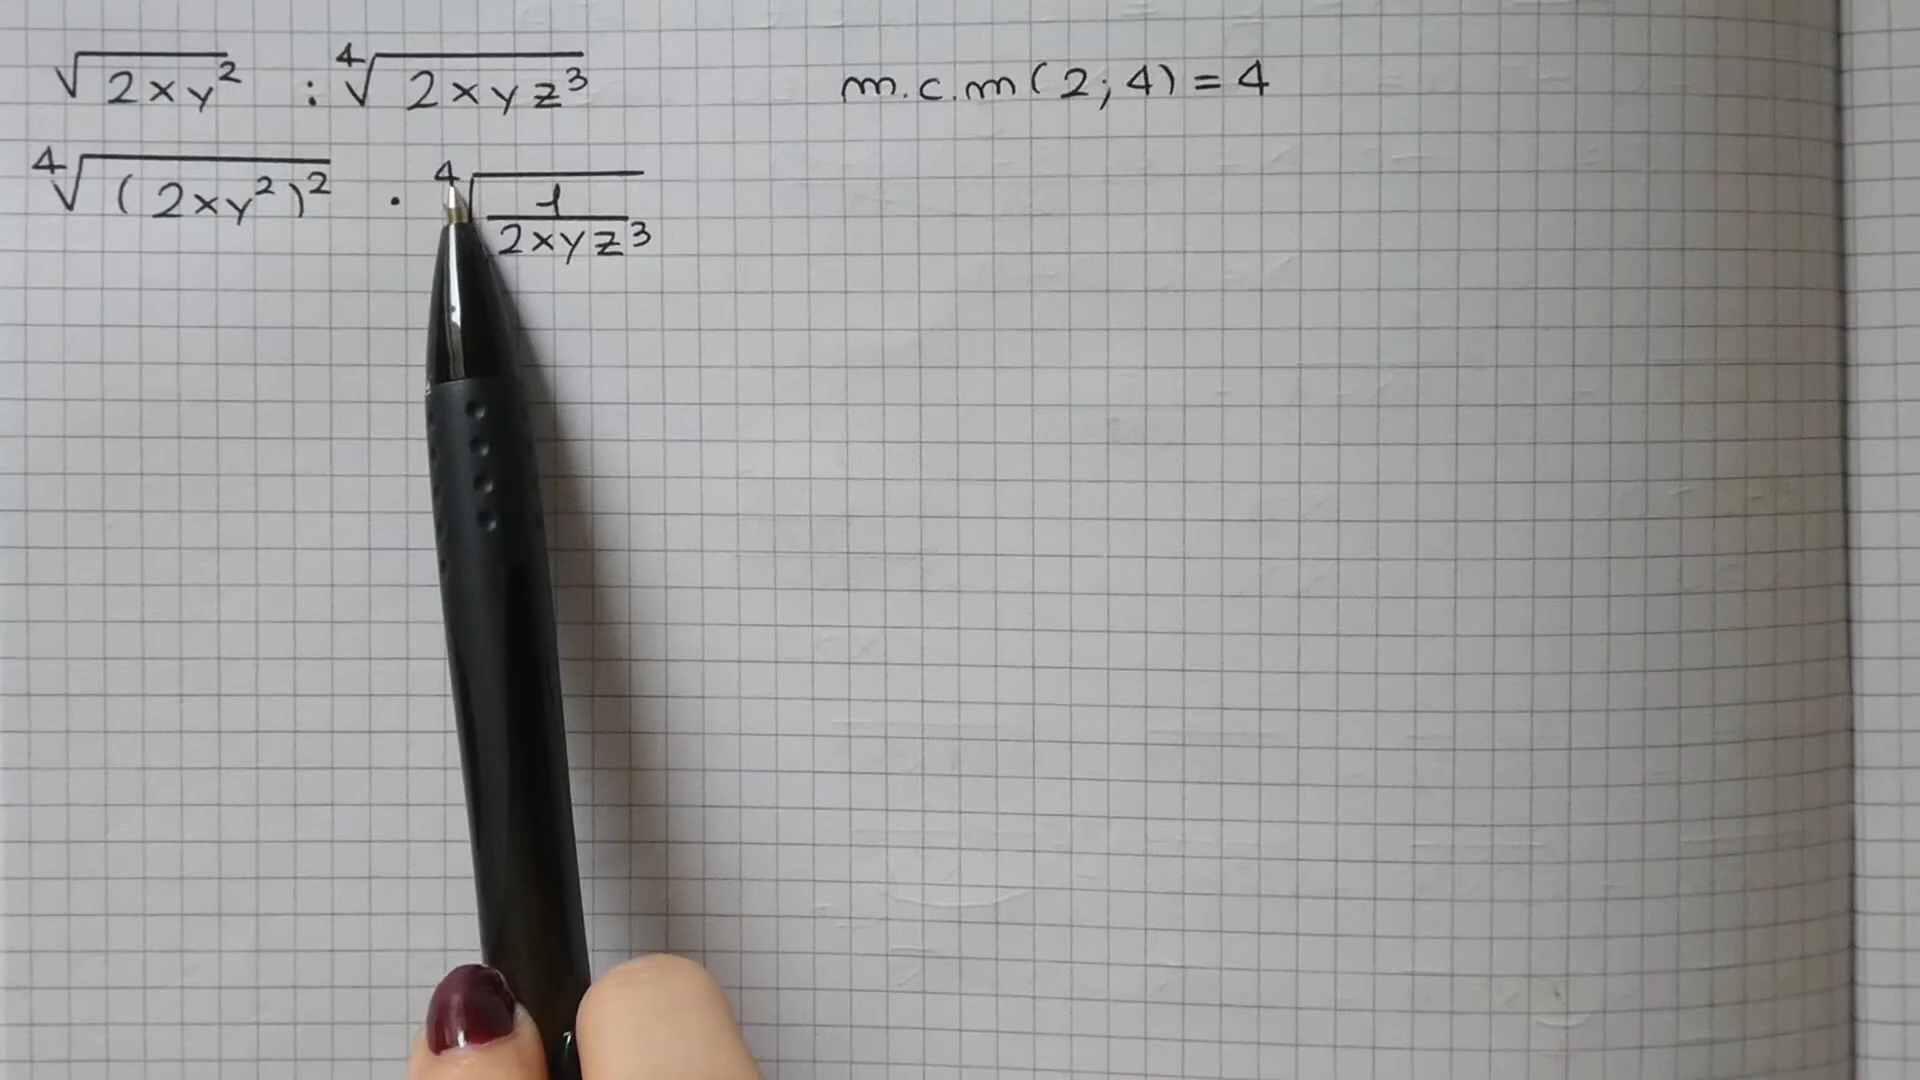 √2xy² : ⁴√2xyz³ m.c.m(2;4)=4
⁴√(2xy²)² · ⁴√1/2xyz³